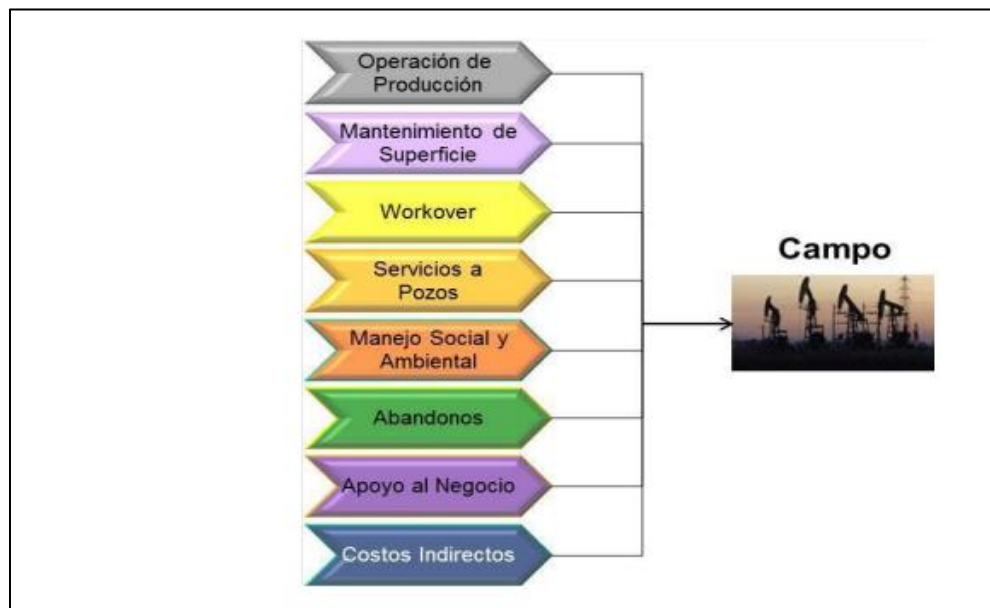 Operación de
Producción
Mantenimiento de
Superficie
Workover
Servicios a
Pozos
Manejo Social y
Ambiental
Abandonos
Apoyo al Negocio
Costos Indirectos
Campo